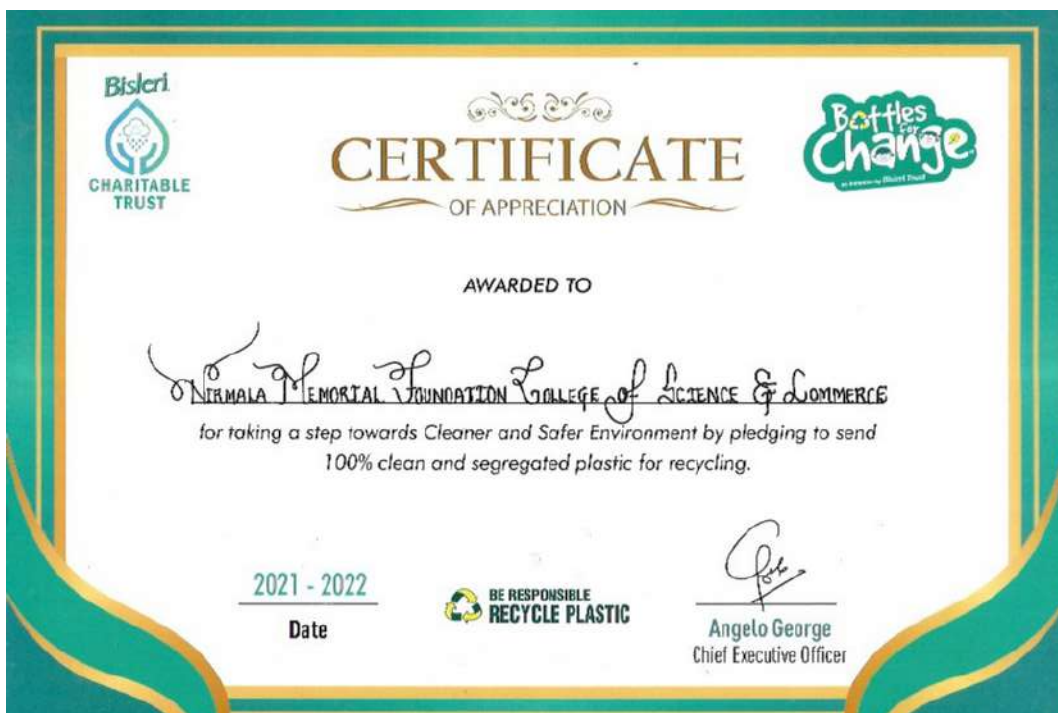 Bisleri
CHARITABLE
TRUST
CERTIFICATE
OF APPRECIATION
Bottles
for
Change
AWARDED TO
NIRMALA MEMORIAL FOUNDATION COLLEGE of SCIENCE & COMMERCE
for taking a step towards Cleaner and Safer Environment by pledging to send
100% clean and segregated plastic for recycling.
2021 - 2022
Date
BE RESPONSIBLE
RECYCLE PLASTIC
Angelo George
Chief Executive Officer